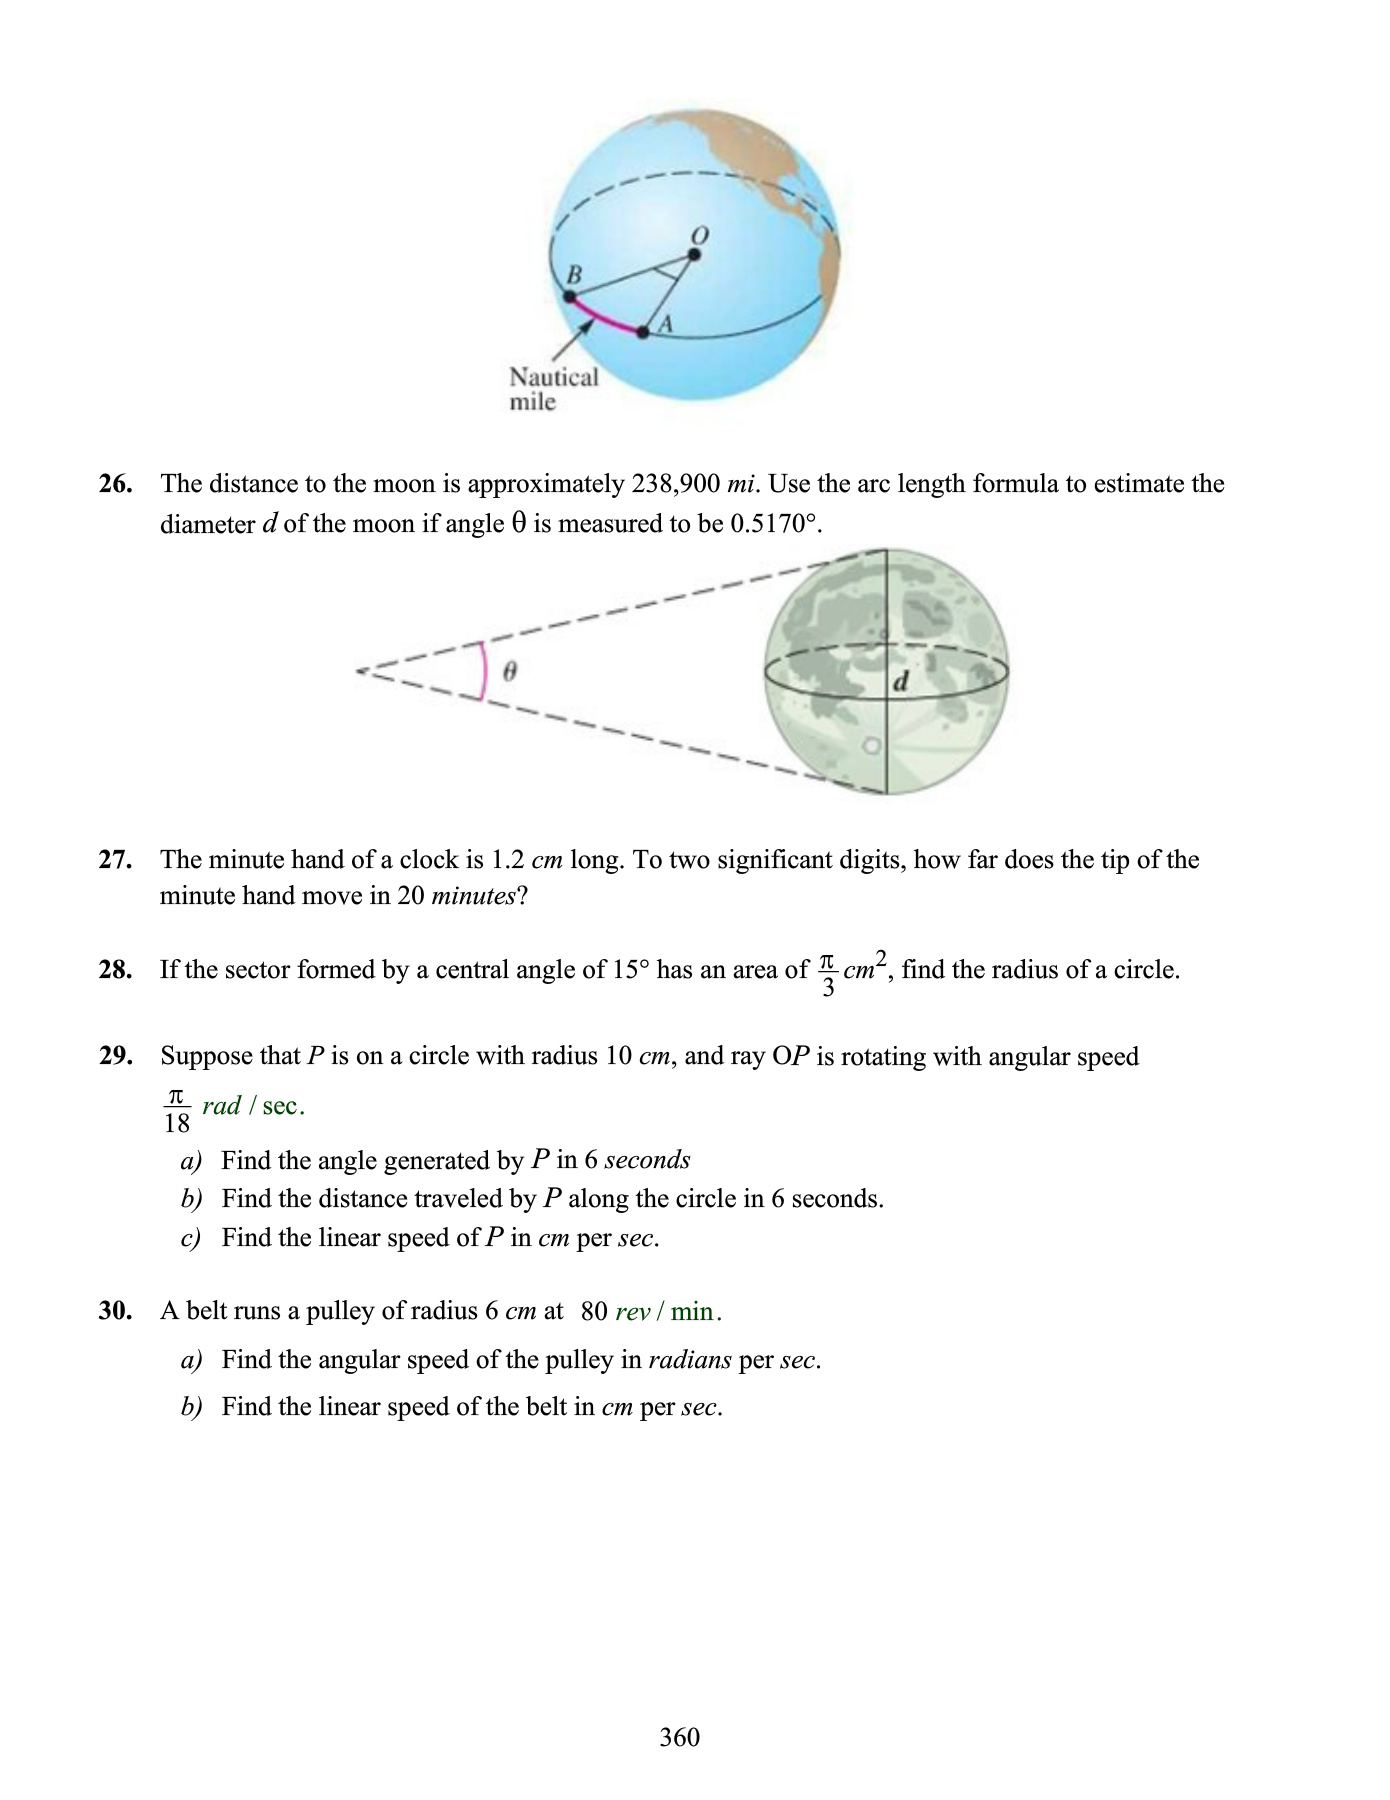 O
B
A
Nautical
mile
26. The distance to the moon is approximately 238,900 mi. Use the arc length formula to estimate the
diameter d of the moon if angle θ is measured to be 0.5170°.
θ
d
27. The minute hand of a clock is 1.2 cm long. To two significant digits, how far does the tip of the
minute hand move in 20 minutes?
28. If the sector formed by a central angle of 15° has an area of π/3 cm², find the radius of a circle.
29. Suppose that P is on a circle with radius 10 cm, and ray OP is rotating with angular speed
π/18 rad / sec.
a) Find the angle generated by P in 6 seconds
b) Find the distance traveled by P along the circle in 6 seconds.
c) Find the linear speed of P in cm per sec.
30. A belt runs a pulley of radius 6 cm at 80 rev / min.
a) Find the angular speed of the pulley in radians per sec.
b) Find the linear speed of the belt in cm per sec.
360